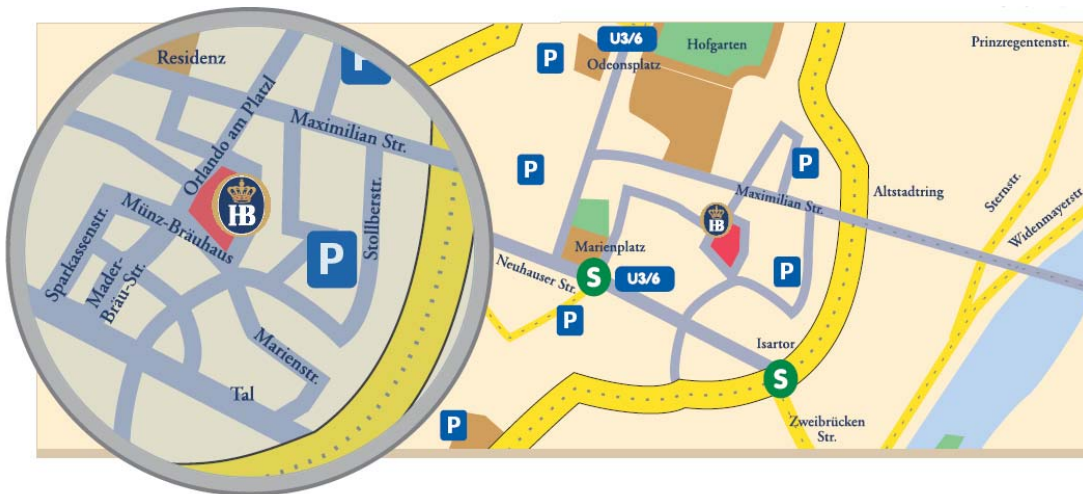 Residenz
P
Orlando am Platzl
Maximilian Str.
HB
Münz-Bräuhaus
Sparkassenstr.
Mader-
Bräu-Str.
Stollberstr.
P
Marienstr.
Tal
U3/6
Hofgarten
P
Odeonsplatz
Prinzregentenstr.
P
P
Altstadtring
Sternstr.
Widenmayerstr.
Maximilian Str.
HB
Marienplatz
Neuhauser Str.
S
U3/6
P
P
Isartor
S
P
Zweibrücken
Str.